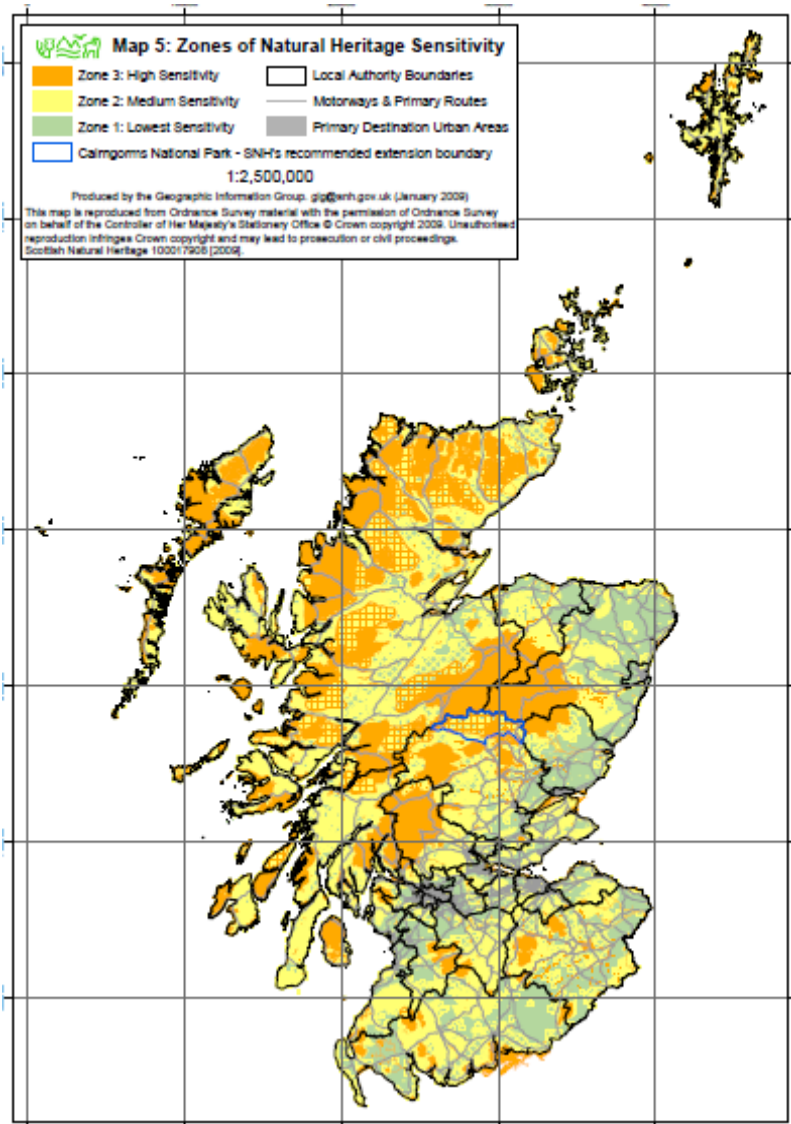 Map 5: Zones of Natural Heritage Sensitivity
Zone 3: High Sensitivity
Local Authority Boundaries
Zone 2: Medium Sensitivity
Motorways & Primary Routes
Zone 1: Lowest Sensitivity
Primary Destination Urban Areas
Cairngorms National Park - SNH's recommended extension boundary
1:2,500,000
Produced by the Geographic Information Group. gig@snh.gov.uk (January 2009)
This map is reproduced from Ordnance Survey material with the permission of Ordnance Survey
on behalf of the Controller of Her Majesty's Stationery Office © Crown copyright 2009. Unauthorised
reproduction infringes Crown copyright and may lead to prosecution or civil proceedings.
Scottish Natural Heritage 100017908 [2009].